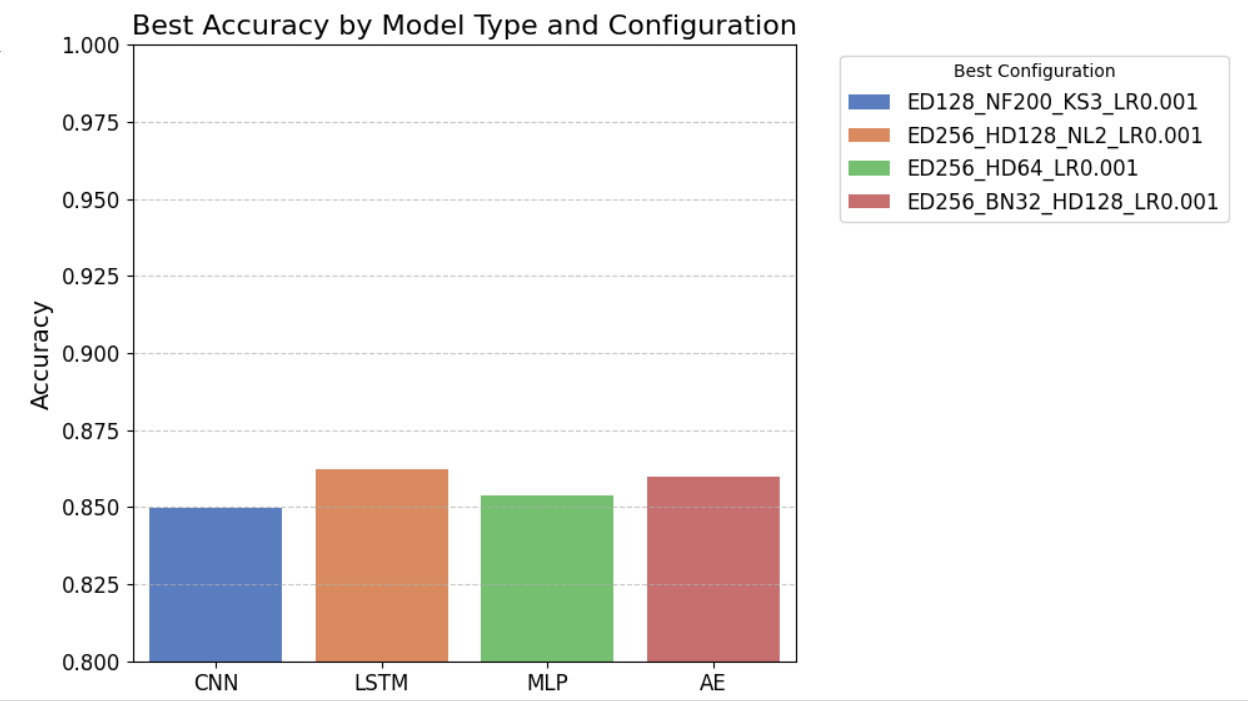 Best Accuracy by Model Type and Configuration
1.000
0.975
0.950
0.925
0.900
0.875
0.850
0.825
0.800
Accuracy
CNN LSTM MLP AE
Best Configuration
ED128_NF200_KS3_LR0.001
ED256_HD128_NL2_LR0.001
ED256_HD64_LR0.001
ED256_BN32_HD128_LR0.001